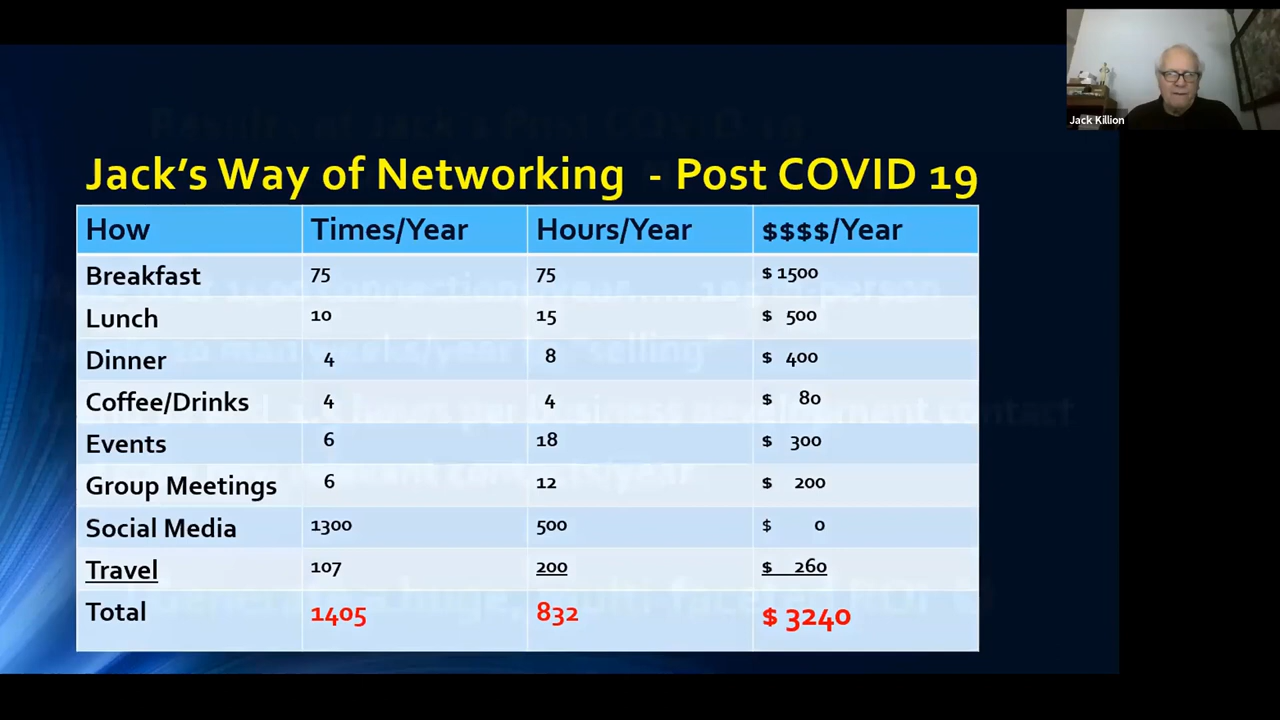 Jack Killion
Jack's Way of Networking - Post COVID 19
How Times/Year Hours/Year $$$$/Year
Breakfast 75 75 $ 1500
Lunch 10 15 $ 500
Dinner 4 8 $ 400
Coffee/Drinks 4 4 $ 80
Events 6 18 $ 300
Group Meetings 6 12 $ 200
Social Media 1300 500 $ 0
Travel 107 200 $ 260
Total 1405 832 $ 3240